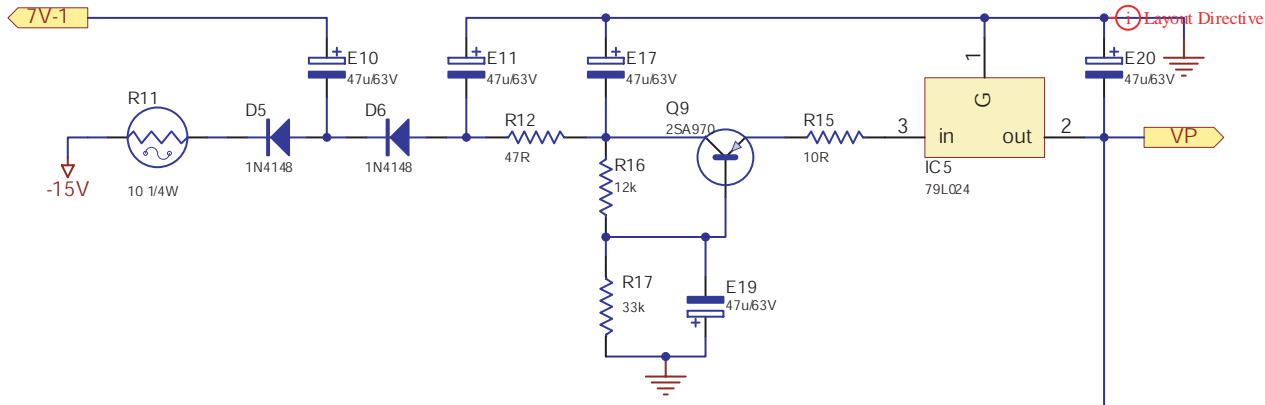 7V-1
i Layout Directive
+ E10
47u/63V
+ E11
47u/63V
+ E17
47u/63V
+ E20
47u/63V
R11
10 1/4W
-15V
D5
1N4148
D6
1N4148
R12
47R
Q9
2SA970
R15
10R
1
G
3 in out 2
IC5
79L024
VP
R16
12k
R17
33k
E19
47u/63V
+